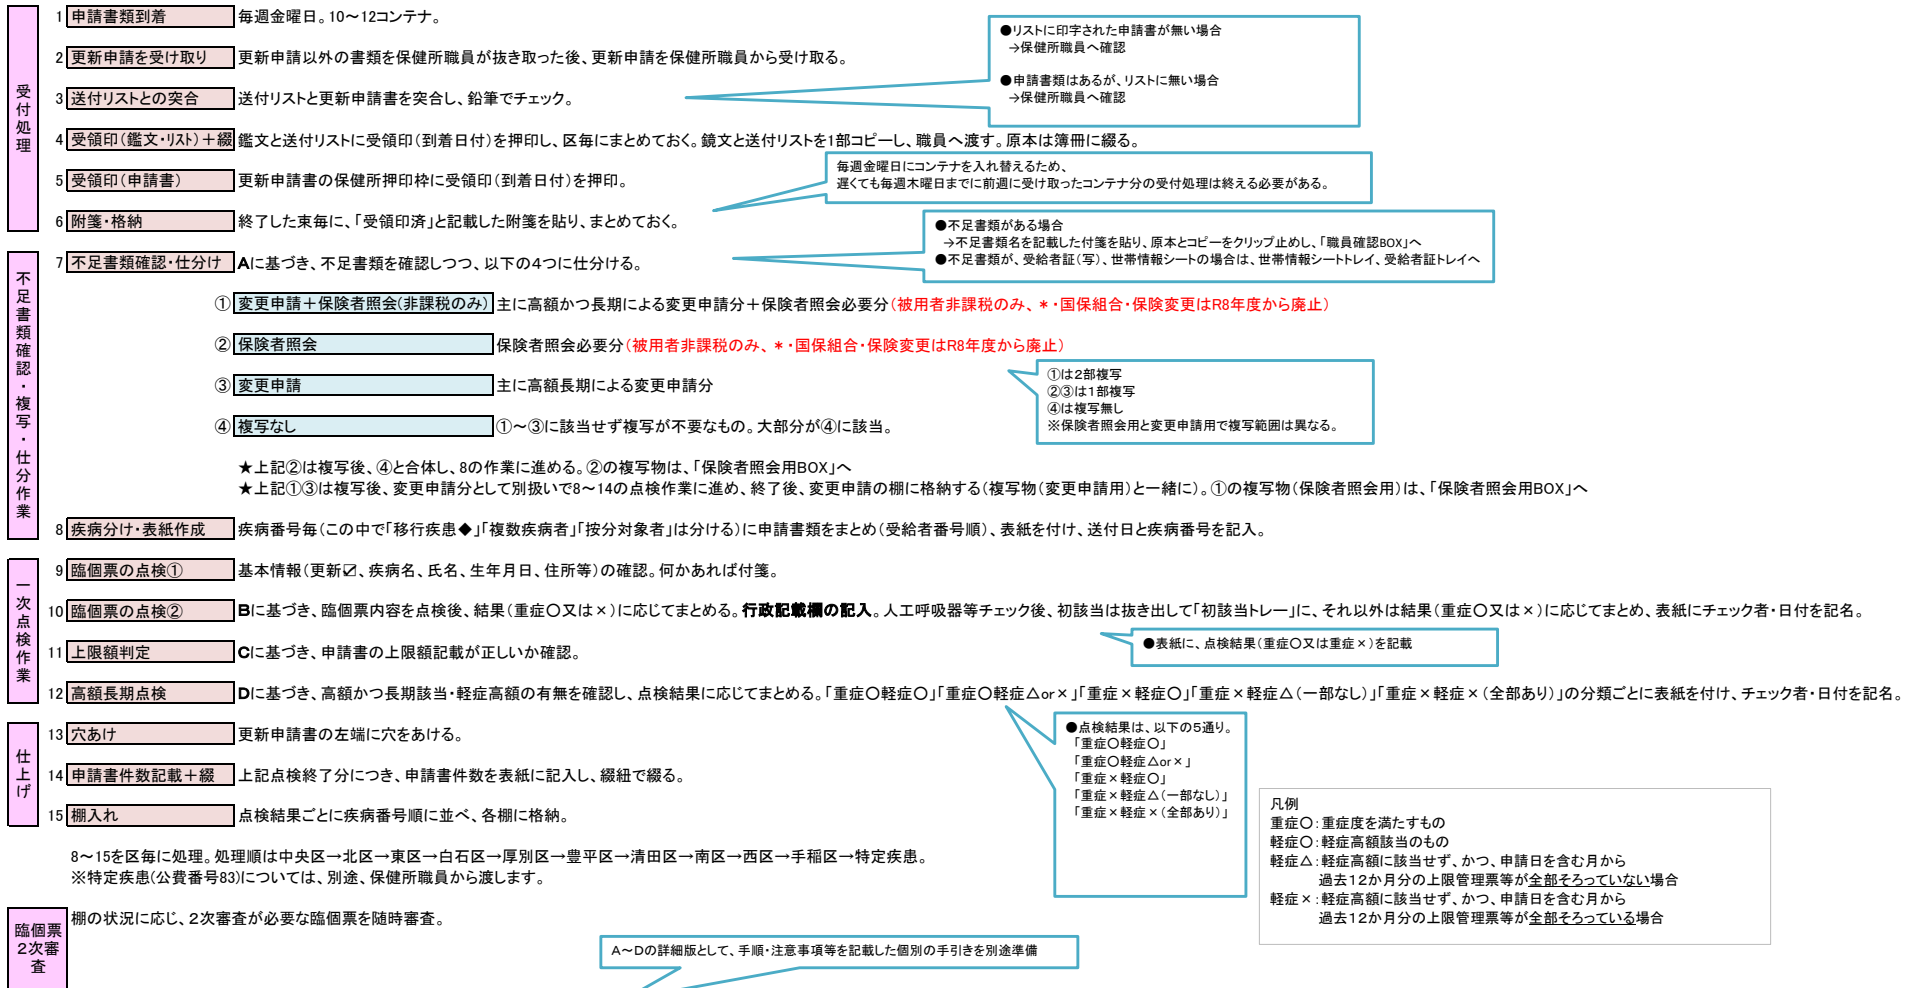 受付処理
1 申請書類到着 毎週金曜日。10～12コンテナ。
2 更新申請を受け取り 更新申請以外の書類を保健所職員が抜き取った後、更新申請を保健所職員から受け取る。
3 送付リストとの突合 送付リストと更新申請書を突合し、鉛筆でチェック。
●リストに印字された申請書が無い場合
→保健所職員へ確認
●申請書類はあるが、リストに無い場合
→保健所職員へ確認
4 受領印（鑑文・リスト）＋綴 鑑文と送付リストに受領印（到着日付）を押印し、区毎にまとめておく。鏡文と送付リストを1部コピーし、職員へ渡す。原本は簿冊に綴る。
5 受領印（申請書） 更新申請書の保健所押印枠に受領印（到着日付）を押印。
毎週金曜日にコンテナを入れ替えるため、
遅くても毎週木曜日までに前週に受け取ったコンテナ分の受付処理は終える必要がある。
6 附箋・格納 終了した束毎に、「受領印済」と記載した附箋を貼り、まとめておく。
不足書類確認・複写・仕分作業
7 不足書類確認・仕分け Aに基づき、不足書類を確認しつつ、以下の4つに仕分ける。
●不足書類がある場合
→不足書類名を記載した付箋を貼り、原本とコピーをクリップ止めし、「職員確認BOX」へ
●不足書類が、受給者証（写）、世帯情報シートの場合は、世帯情報シートトレイ、受給者証トレイへ
① 変更申請＋保険者照会（非課税のみ） 主に高額かつ長期による変更申請分＋保険者照会必要分（被用者非課税のみ、＊・国保組合・保険変更はR8年度から廃止）
② 保険者照会 保険者照会必要分（被用者非課税のみ、＊・国保組合・保険変更はR8年度から廃止）
③ 変更申請 主に高額長期による変更申請分
④ 複写なし ①～③に該当せず複写が不要なもの。大部分が④に該当。
①は2部複写
②③は1部複写
④は複写無し
※保険者照会用と変更申請用で複写範囲は異なる。
★上記②は複写後、④と合体し、8の作業に進める。②の複写物は、「保険者照会用BOX」へ
★上記①③は複写後、変更申請分として別扱いで8～14の点検作業に進め、終了後、変更申請の棚に格納する（複写物（変更申請用）と一緒に）。①の複写物（保険者照会用）は、「保険者照会用BOX」へ
8 疾病分け・表紙作成 疾病番号毎（この中で「移行疾患◆」「複数疾病者」「按分対象者」は分ける）に申請書類をまとめ（受給者番号順）、表紙を付け、送付日と疾病番号を記入。
一次点検作業
9 臨個票の点検① 基本情報（更新☑、疾病名、氏名、生年月日、住所等）の確認。何かあれば付箋。
10 臨個票の点検② Bに基づき、臨個票内容を点検後、結果（重症〇又は×）に応じてまとめる。行政記載欄の記入。人工呼吸器等チェック後、初該当は抜き出して「初該当トレー」に、それ以外は結果（重症〇又は×）に応じてまとめ、表紙にチェック者・日付を記名。
●表紙に、点検結果（重症〇又は重症×）を記載
11 上限額判定 Cに基づき、申請書の上限額記載が正しいか確認。
12 高額長期点検 Dに基づき、高額かつ長期該当・軽症高額の有無を確認し、点検結果に応じてまとめる。「重症〇軽症〇」「重症〇軽症△or×」「重症×軽症〇」「重症×軽症△（一部なし）」「重症×軽症×（全部あり）」の分類ごとに表紙を付け、チェック者・日付を記名。
●点検結果は、以下の5通り。
「重症〇軽症〇」
「重症〇軽症△or×」
「重症×軽症〇」
「重症×軽症△（一部なし）」
「重症×軽症×（全部あり）」
仕上げ
13 穴あけ 更新申請書の左端に穴をあける。
14 申請書件数記載＋綴 上記点検終了分につき、申請書件数を表紙に記入し、綴紐で綴る。
15 棚入れ 点検結果ごとに疾病番号順に並べ、各棚に格納。
凡例
重症〇：重症度を満たすもの
軽症〇：軽症高額該当のもの
軽症△：軽症高額に該当せず、かつ、申請日を含む月から
過去12か月分の上限管理票等が全部そろっていない場合
軽症×：軽症高額に該当せず、かつ、申請日を含む月から
過去12か月分の上限管理票等が全部そろっている場合
8～15を区毎に処理。処理順は中央区→北区→東区→白石区→厚別区→豊平区→清田区→南区→西区→手稲区→特定疾患。
※特定疾患（公費番号83）については、別途、保健所職員から渡します。
臨個票2次審査
棚の状況に応じ、2次審査が必要な臨個票を随時審査。
A～Dの詳細版として、手順・注意事項等を記載した個別の手引きを別途準備